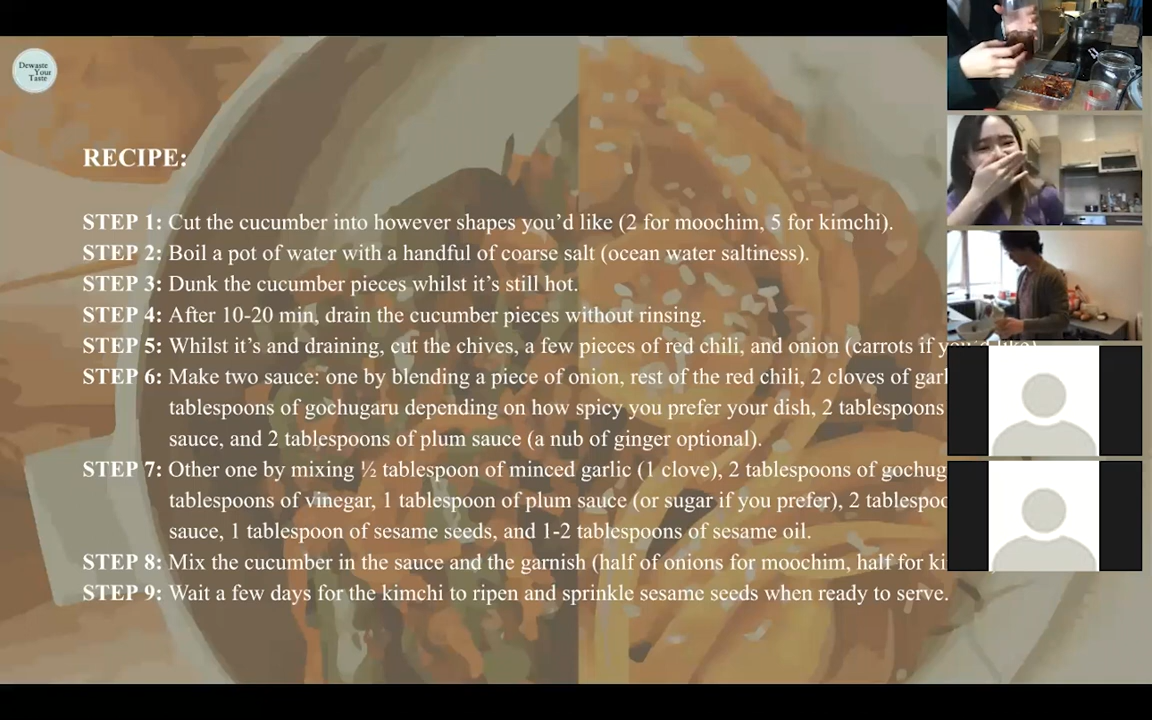 Dewaste
Your
Taste
RECIPE:
STEP 1: Cut the cucumber into however shapes you’d like (2 for moochim, 5 for kimchi).
STEP 2: Boil a pot of water with a handful of coarse salt (ocean water saltiness).
STEP 3: Dunk the cucumber pieces whilst it’s still hot.
STEP 4: After 10-20 min, drain the cucumber pieces without rinsing.
STEP 5: Whilst it’s and draining, cut the chives, a few pieces of red chili, and onion (carrots if you’d like)
STEP 6: Make two sauce: one by blending a piece of onion, rest of the red chili, 2 cloves of
tablespoons of gochugaru depending on how spicy you prefer your dish, 2 tablespoons
sauce, and 2 tablespoons of plum sauce (a nub of ginger optional).
STEP 7: Other one by mixing ½ tablespoon of minced garlic (1 clove), 2 tablespoons of
tablespoons of vinegar, 1 tablespoon of plum sauce (or sugar if you prefer), 2
sauce, 1 tablespoon of sesame seeds, and 1-2 tablespoons of sesame oil.
STEP 8: Mix the cucumber in the sauce and the garnish (half of onions for moochim, half for
STEP 9: Wait a few days for the kimchi to ripen and sprinkle sesame seeds when ready to serve.